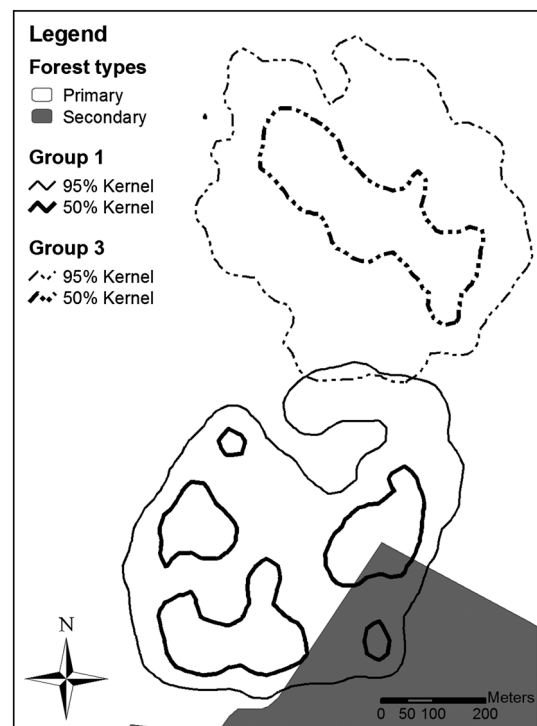 Legend
Forest types
Primary
Secondary
Group 1
95% Kernel
50% Kernel
Group 3
95% Kernel
50% Kernel
N
Meters
0 50 100 200